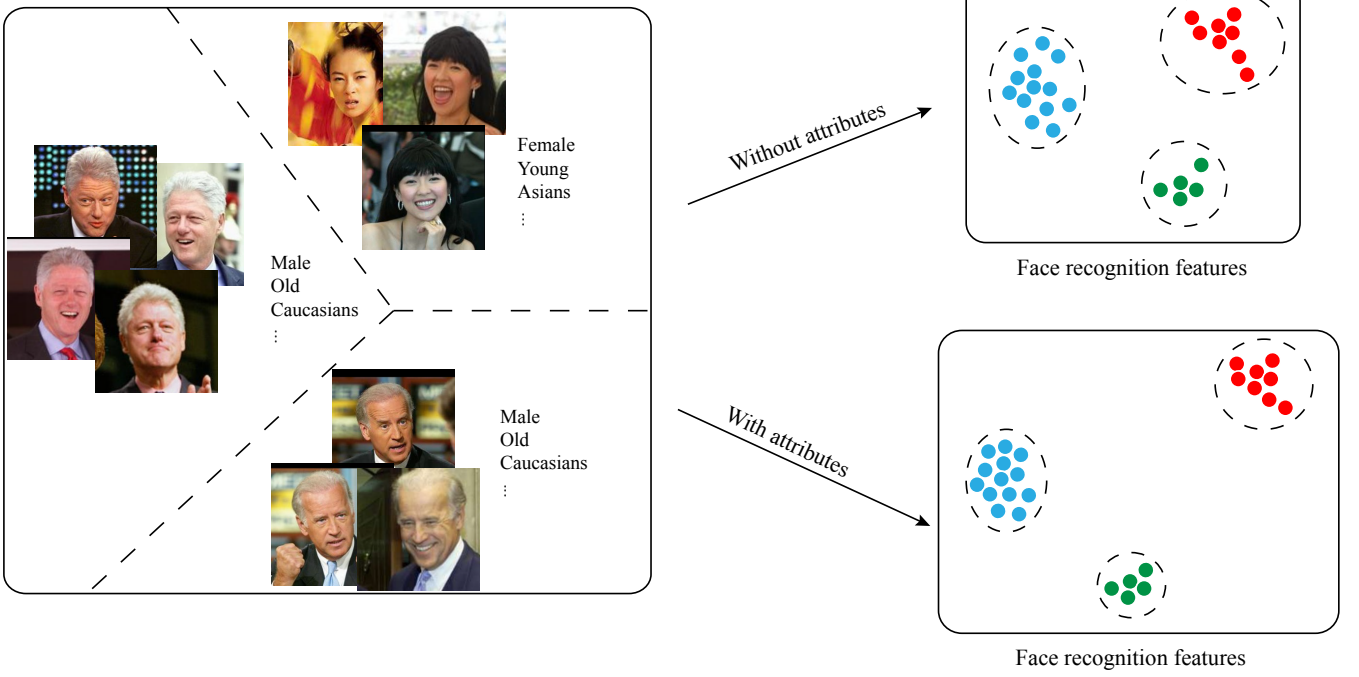 Female
Young
Asians
⋮
Male
Old
Caucasians
⋮
Male
Old
Caucasians
⋮
Without attributes
Face recognition features
With attributes
Face recognition features